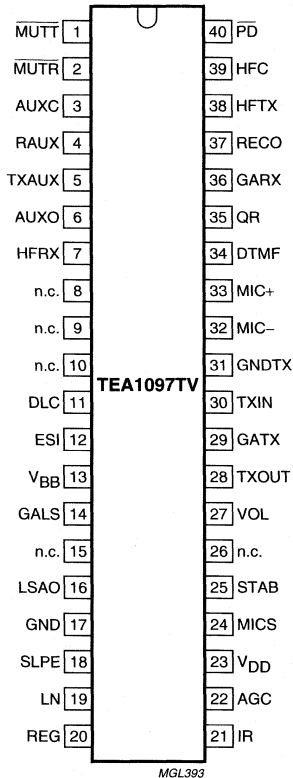 M̅U̅T̅T̅ 1 40 P̅D̅
M̅U̅T̅R̅ 2 39 HFC
AUXC 3 38 HFTX
RAUX 4 37 RECO
TXAUX 5 36 GARX
AUXO 6 35 QR
HFRX 7 34 DTMF
n.c. 8 33 MIC+
n.c. 9 32 MIC−
n.c. 10 31 GNDTX
TEA1097TV
DLC 11 30 TXIN
ESI 12 29 GATX
VBB 13 28 TXOUT
GALS 14 27 VOL
n.c. 15 26 n.c.
LSAO 16 25 STAB
GND 17 24 MICS
SLPE 18 23 VDD
LN 19 22 AGC
REG 20 21 IR
MGL393